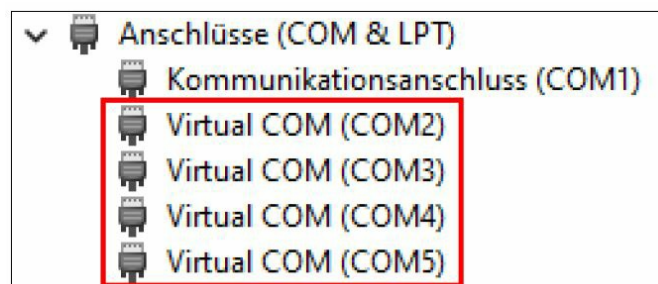 Anschlüsse (COM & LPT)
Kommunikationsanschluss (COM1)
Virtual COM (COM2)
Virtual COM (COM3)
Virtual COM (COM4)
Virtual COM (COM5)